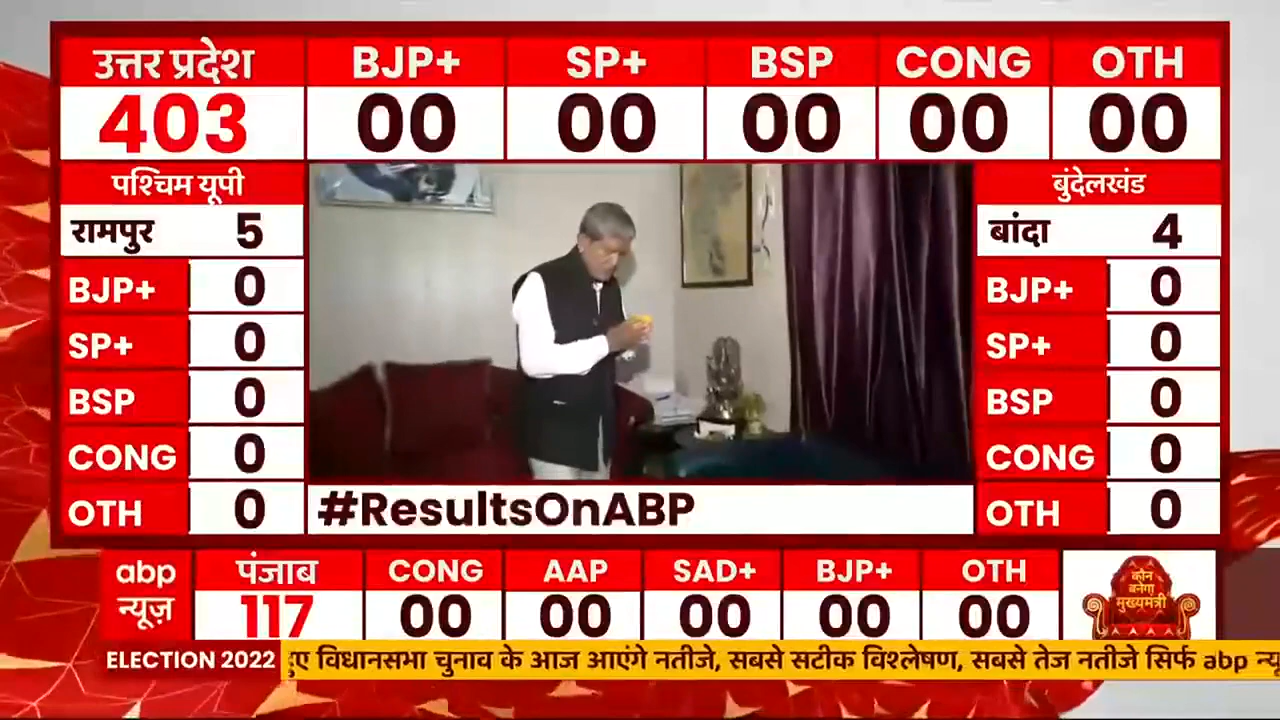 उत्तर प्रदेश BJP+ SP+ BSP CONG OTH
403 00 00 00 00 00
पश्चिम यूपी
रामपुर 5
BJP+ 0
SP+ 0
BSP 0
CONG 0
OTH 0
#ResultsOnABP
बुंदेलखंड
बांदा 4
BJP+ 0
SP+ 0
BSP 0
CONG 0
OTH 0
abp न्यूज़
पंजाब CONG AAP SAD+ BJP+ OTH
117 00 00 00 00 00
कौन
बनेगा
मुख्यमंत्री
ELECTION 2022 हुए विधानसभा चुनाव के आज आएंगे नतीजे, सबसे सटीक विश्लेषण, सबसे तेज नतीजे सिर्फ abp